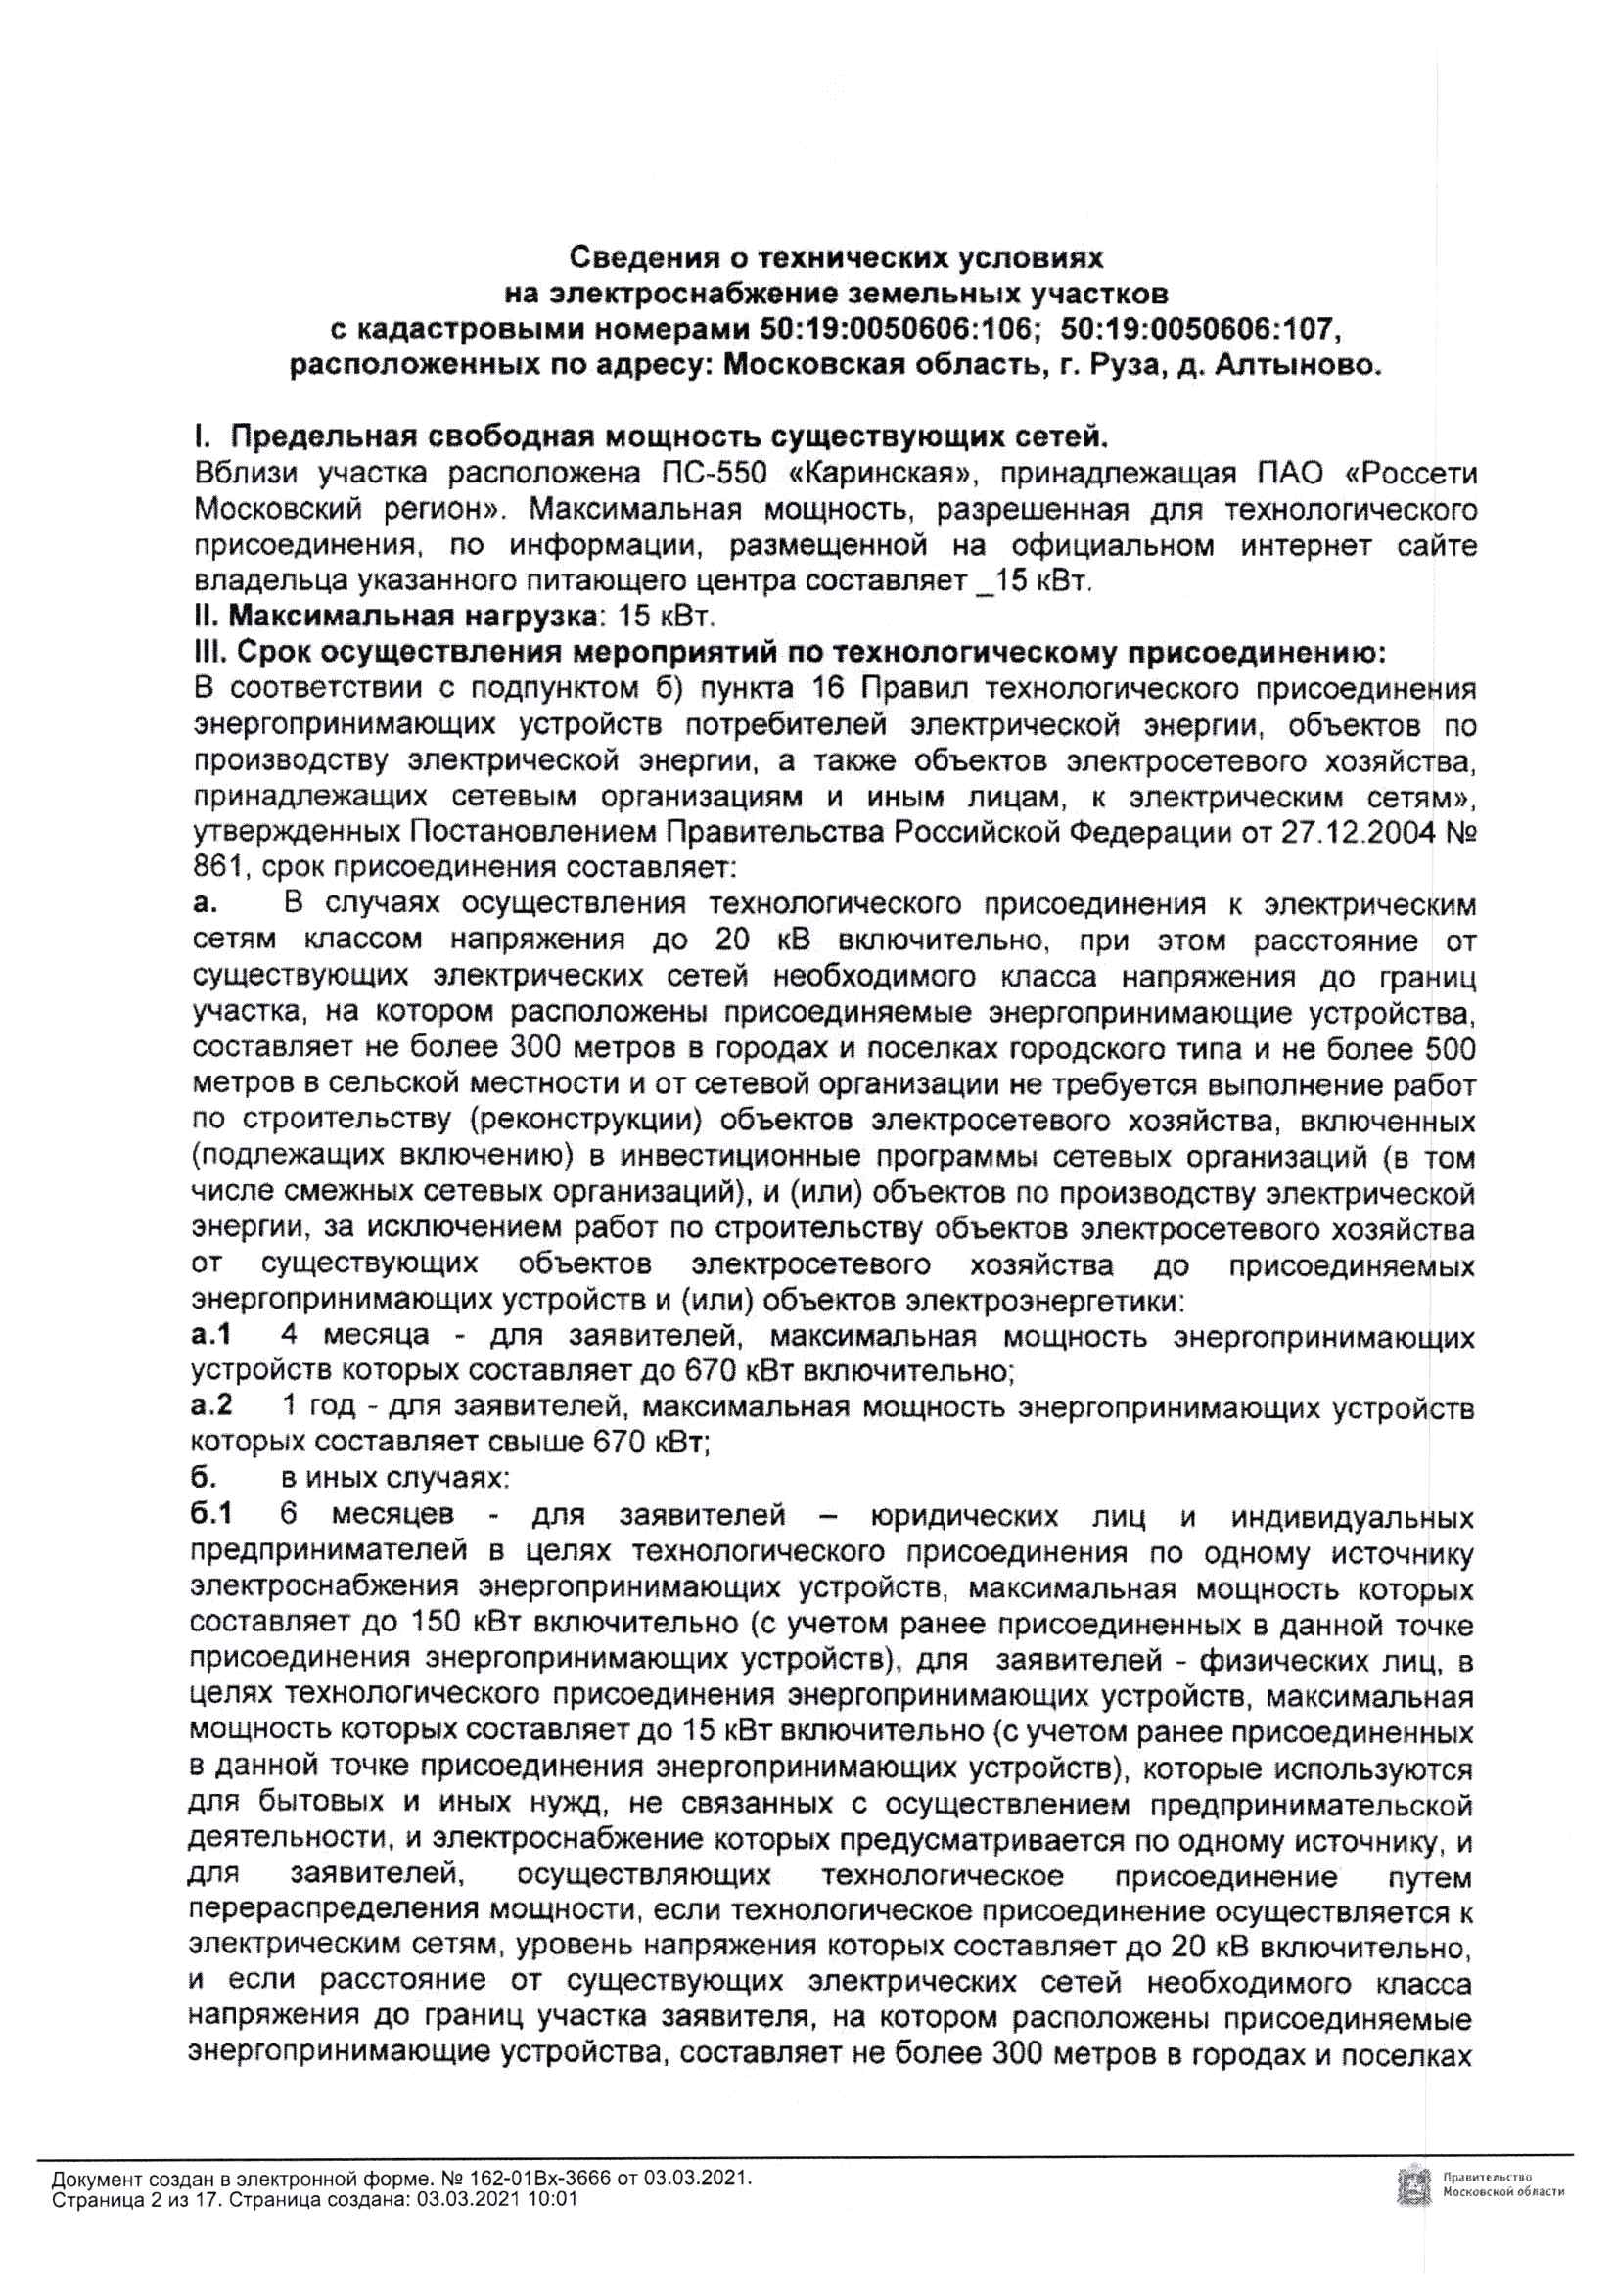 Сведения о технических условиях
на электроснабжение земельных участков
с кадастровыми номерами 50:19:0050606:106; 50:19:0050606:107,
расположенных по адресу: Московская область, г. Руза, д. Алтыново.
I. Предельная свободная мощность существующих сетей.
Вблизи участка расположена ПС-550 «Каринская», принадлежащая ПАО «Россети
Московский регион». Максимальная мощность, разрешенная для технологического
присоединения, по информации, размещенной на официальном интернет сайте
владельца указанного питающего центра составляет _15 кВт.
II. Максимальная нагрузка: 15 кВт.
III. Срок осуществления мероприятий по технологическому присоединению:
В соответствии с подпунктом б) пункта 16 Правил технологического присоединения
энергопринимающих устройств потребителей электрической энергии, объектов по
производству электрической энергии, а также объектов электросетевого хозяйства,
принадлежащих сетевым организациям и иным лицам, к электрическим сетям»,
утвержденных Постановлением Правительства Российской Федерации от 27.12.2004 №
861, срок присоединения составляет:
а. В случаях осуществления технологического присоединения к электрическим
сетям классом напряжения до 20 кВ включительно, при этом расстояние от
существующих электрических сетей необходимого класса напряжения до границ
участка, на котором расположены присоединяемые энергопринимающие устройства,
составляет не более 300 метров в городах и поселках городского типа и не более 500
метров в сельской местности и от сетевой организации не требуется выполнение работ
по строительству (реконструкции) объектов электросетевого хозяйства, включенных
(подлежащих включению) в инвестиционные программы сетевых организаций (в том
числе смежных сетевых организаций), и (или) объектов по производству электрической
энергии, за исключением работ по строительству объектов электросетевого хозяйства
от существующих объектов электросетевого хозяйства до присоединяемых
энергопринимающих устройств и (или) объектов электроэнергетики:
а.1 4 месяца - для заявителей, максимальная мощность энергопринимающих
устройств которых составляет до 670 кВт включительно;
а.2 1 год - для заявителей, максимальная мощность энергопринимающих устройств
которых составляет свыше 670 кВт;
б. в иных случаях:
б.1 6 месяцев - для заявителей – юридических лиц и индивидуальных
предпринимателей в целях технологического присоединения по одному источнику
электроснабжения энергопринимающих устройств, максимальная мощность которых
составляет до 150 кВт включительно (с учетом ранее присоединенных в данной точке
присоединения энергопринимающих устройств), для заявителей - физических лиц, в
целях технологического присоединения энергопринимающих устройств, максимальная
мощность которых составляет до 15 кВт включительно (с учетом ранее присоединенных
в данной точке присоединения энергопринимающих устройств), которые используются
для бытовых и иных нужд, не связанных с осуществлением предпринимательской
деятельности, и электроснабжение которых предусматривается по одному источнику, и
для заявителей, осуществляющих технологическое присоединение путем
перераспределения мощности, если технологическое присоединение осуществляется к
электрическим сетям, уровень напряжения которых составляет до 20 кВ включительно,
и если расстояние от существующих электрических сетей необходимого класса
напряжения до границ участка заявителя, на котором расположены присоединяемые
энергопринимающие устройства, составляет не более 300 метров в городах и поселках
Документ создан в электронной форме. № 162-01Вх-3666 от 03.03.2021.
Страница 2 из 17. Страница создана: 03.03.2021 10:01
Правительство
Московской области